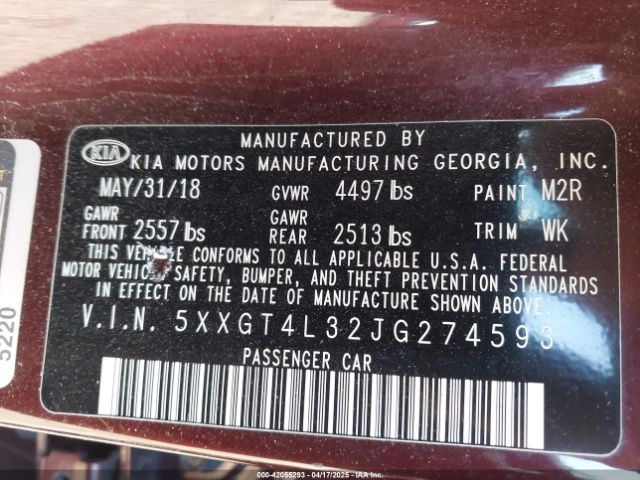 MANUFACTURED BY
KIA KIA MOTORS MANUFACTURING GEORGIA, INC.
MAY/31/18 GVWR 4497 lbs PAINT M2R
GAWR FRONT 2557 lbs GAWR REAR 2513 lbs TRIM WK
THIS VEHICLE CONFORMS TO ALL APPLICABLE U.S.A. FEDERAL
MOTOR VEHICLE SAFETY, BUMPER, AND THEFT PREVENTION STANDARDS
IN EFFECT ON THE DATE OF MANUFACTURE SHOWN ABOVE.
V.I.N. 5XXGT4L32JG274593
PASSENGER CAR
5220
000-42055293 - 04/17/2025 - IAA Inc.